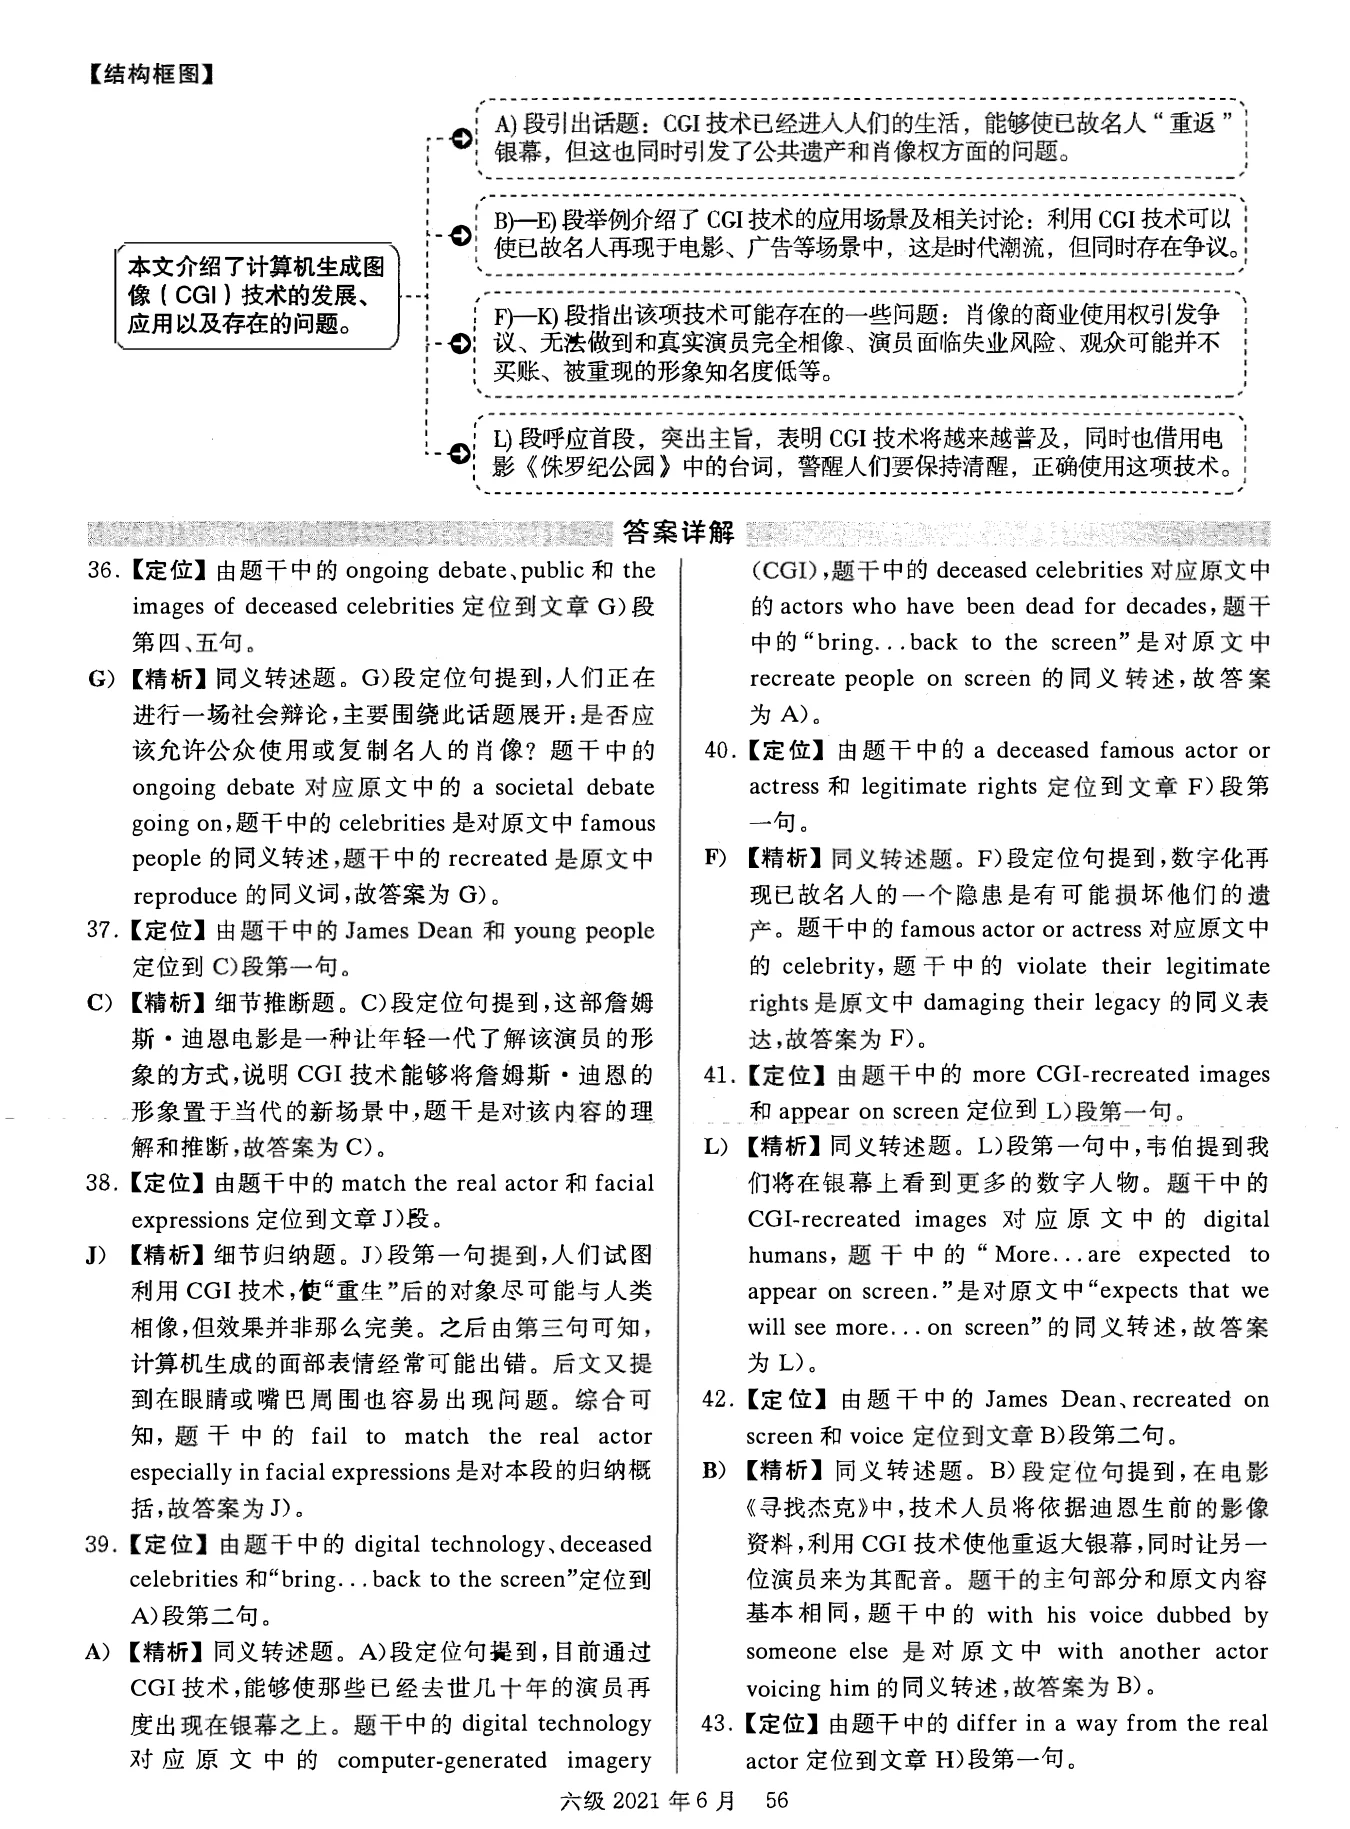 【结构框图】
A) 段引出话题：CGI 技术已经进入人们的生活，能够使已故名人“重返”
银幕，但这也同时引发了公共遗产和肖像权方面的问题。
B)—E) 段举例介绍了 CGI 技术的应用场景及相关讨论：利用 CGI 技术可以
使已故名人再现于电影、广告等场景中，这是时代潮流，但同时存在争议。
本文介绍了计算机生成图
像（CGI）技术的发展、
应用以及存在的问题。
F)—K) 段指出该项技术可能存在的一些问题：肖像的商业使用权引发争
议、无法做到和真实演员完全相像、演员面临失业风险、观众可能并不
买账、被重现的形象知名度低等。
L) 段呼应首段，突出主旨，表明 CGI 技术将越来越普及，同时也借用电
影《侏罗纪公园》中的台词，警醒人们要保持清醒，正确使用这项技术。
答案详解
36.【定位】由题干中的 ongoing debate、public 和 the
images of deceased celebrities 定位到文章 G)段
第四、五句。
G)【精析】同义转述题。G)段定位句提到，人们正在
进行一场社会辩论，主要围绕此话题展开：是否应
该允许公众使用或复制名人的肖像？题干中的
ongoing debate 对应原文中的 a societal debate
going on，题干中的 celebrities 是对原文中 famous
people 的同义转述，题干中的 recreated 是原文中
reproduce 的同义词，故答案为 G)。
37.【定位】由题干中的 James Dean 和 young people
定位到 C)段第一句。
C)【精析】细节推断题。C)段定位句提到，这部詹姆
斯·迪恩电影是一种让年轻一代了解该演员的形
象的方式，说明 CGI 技术能够将詹姆斯·迪恩的
形象置于当代的新场景中，题干是对该内容的理
解和推断，故答案为 C)。
38.【定位】由题干中的 match the real actor 和 facial
expressions 定位到文章 J)段。
J)【精析】细节归纳题。J)段第一句提到，人们试图
利用 CGI 技术，使“重生”后的对象尽可能与人类
相像，但效果并非那么完美。之后由第三句可知，
计算机生成的面部表情经常可能出错。后文又提
到在眼睛或嘴巴周围也容易出现问题。综合可
知，题干中的 fail to match the real actor
especially in facial expressions 是对本段的归纳概
括，故答案为 J)。
39.【定位】由题干中的 digital technology、deceased
celebrities 和“bring...back to the screen”定位到
A)段第二句。
A)【精析】同义转述题。A)段定位句提到，目前通过
CGI 技术，能够使那些已经去世几十年的演员再
度出现在银幕之上。题干中的 digital technology
对应原文中的 computer-generated imagery
(CGI)，题干中的 deceased celebrities 对应原文中
的 actors who have been dead for decades，题干
中的“bring...back to the screen”是对原文中
recreate people on screen 的同义转述，故答案
为 A)。
40.【定位】由题干中的 a deceased famous actor or
actress 和 legitimate rights 定位到文章 F)段第
一句。
F)【精析】同义转述题。F)段定位句提到，数字化再
现已故名人的一个隐患是有可能损坏他们的遗
产。题干中的 famous actor or actress 对应原文中
的 celebrity，题干中的 violate their legitimate
rights 是原文中 damaging their legacy 的同义表
达，故答案为 F)。
41.【定位】由题干中的 more CGI-recreated images
和 appear on screen 定位到 L)段第一句。
L)【精析】同义转述题。L)段第一句中，韦伯提到我
们将在银幕上看到更多的数字人物。题干中的
CGI-recreated images 对应原文中的 digital
humans，题干中的“More...are expected to
appear on screen.”是对原文中“expects that we
will see more...on screen”的同义转述，故答案
为 L)。
42.【定位】由题干中的 James Dean、recreated on
screen 和 voice 定位到文章 B)段第二句。
B)【精析】同义转述题。B)段定位句提到，在电影
《寻找杰克》中，技术人员将依据迪恩生前的影像
资料，利用 CGI 技术使他重返大银幕，同时让另一
位演员来为其配音。题干的主句部分和原文内容
基本相同，题干中的 with his voice dubbed by
someone else 是对原文中 with another actor
voicing him 的同义转述，故答案为 B)。
43.【定位】由题干中的 differ in a way from the real
actor 定位到文章 H)段第一句。
六级 2021 年 6 月 56